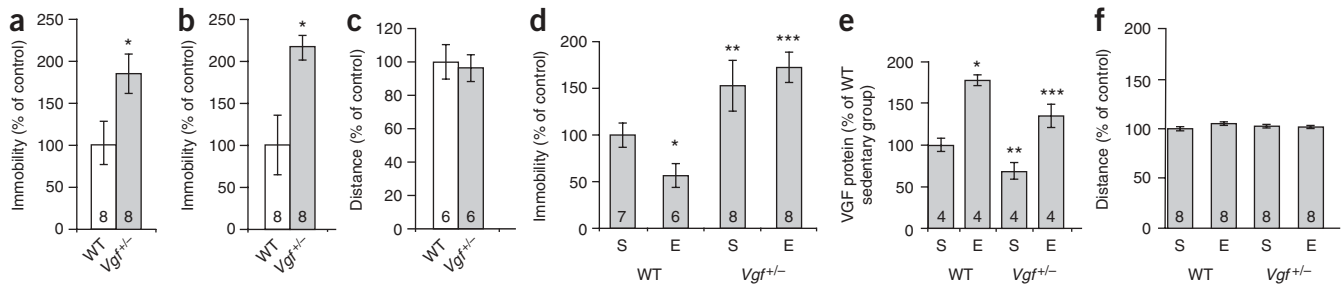 a
Immobility (% of control)
250
200
150
100
50
0
*
8 8
WT
Vgf+/–
b
Immobility (% of control)
250
200
150
100
50
0
*
8 8
WT
Vgf+/–
c
Distance (% of control)
120
100
80
60
40
20
0
6 6
WT
Vgf+/–
d
Immobility (% of control)
200
150
100
50
0
*
**
***
7 6 8 8
S E S E
WT Vgf+/–
e
VGF protein (% of WT
sedentary group)
200
150
100
50
0
*
**
***
4 4 4 4
S E S E
WT Vgf+/–
f
Distance (% of control)
200
150
100
50
0
8 8 8 8
S E S E
WT Vgf+/–